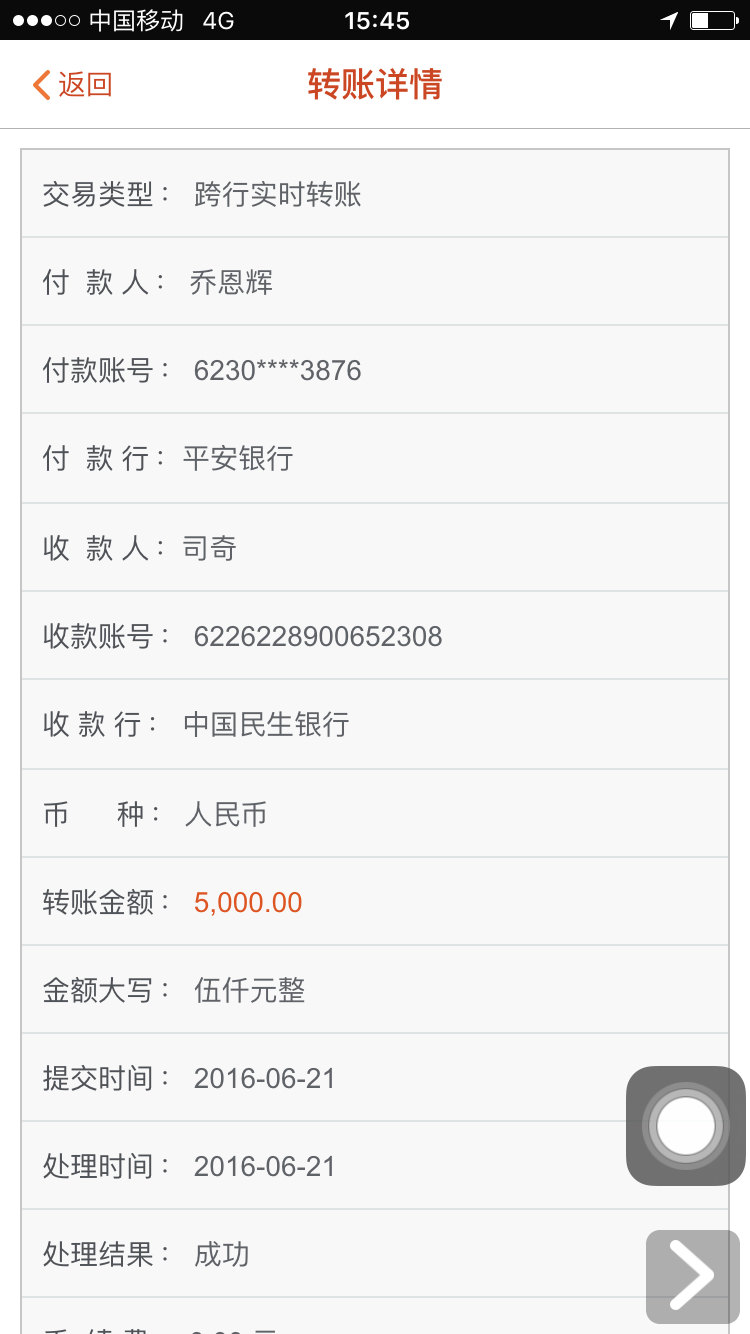 中国移动 4G 15:45
返回 转账详情
交易类型： 跨行实时转账
付 款 人： 乔恩辉
付款账号： 6230****3876
付 款 行： 平安银行
收 款 人： 司奇
收款账号： 6226228900652308
收 款 行： 中国民生银行
币 种： 人民币
转账金额： 5,000.00
金额大写： 伍仟元整
提交时间： 2016-06-21
处理时间： 2016-06-21
处理结果： 成功